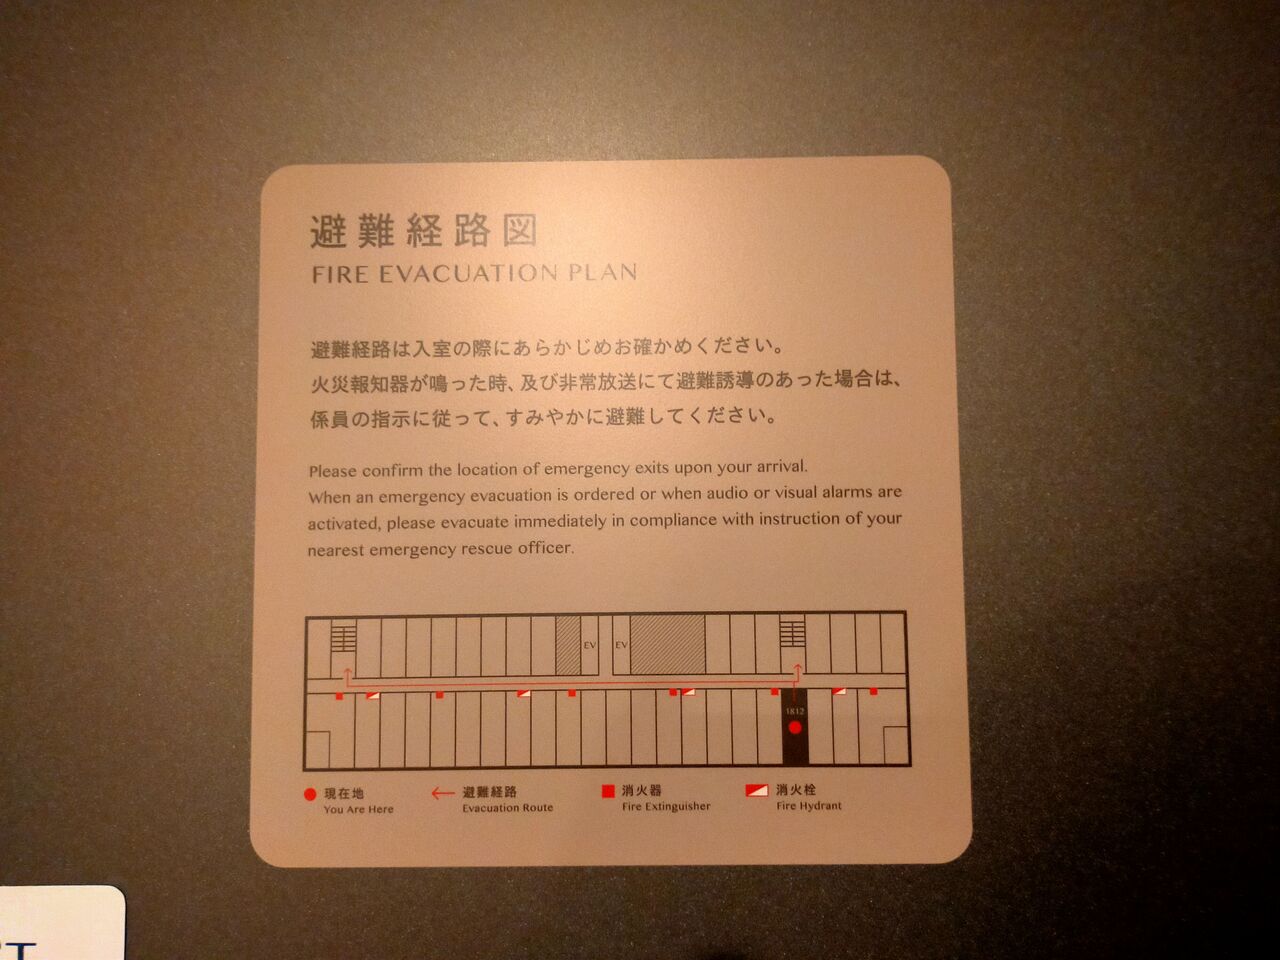 避難経路図
FIRE EVACUATION PLAN
避難経路は入室の際にあらかじめお確かめください。
火災報知器が鳴った時、及び非常放送にて避難誘導のあった場合は、
係員の指示に従って、すみやかに避難してください。
Please confirm the location of emergency exits upon your arrival.
When an emergency evacuation is ordered or when audio or visual alarms are
activated, please evacuate immediately in compliance with instruction of your
nearest emergency rescue officer.
EV EV
1812
現在地 避難経路 消火器 消火栓
You Are Here Evacuation Route Fire Extinguisher Fire Hydrant